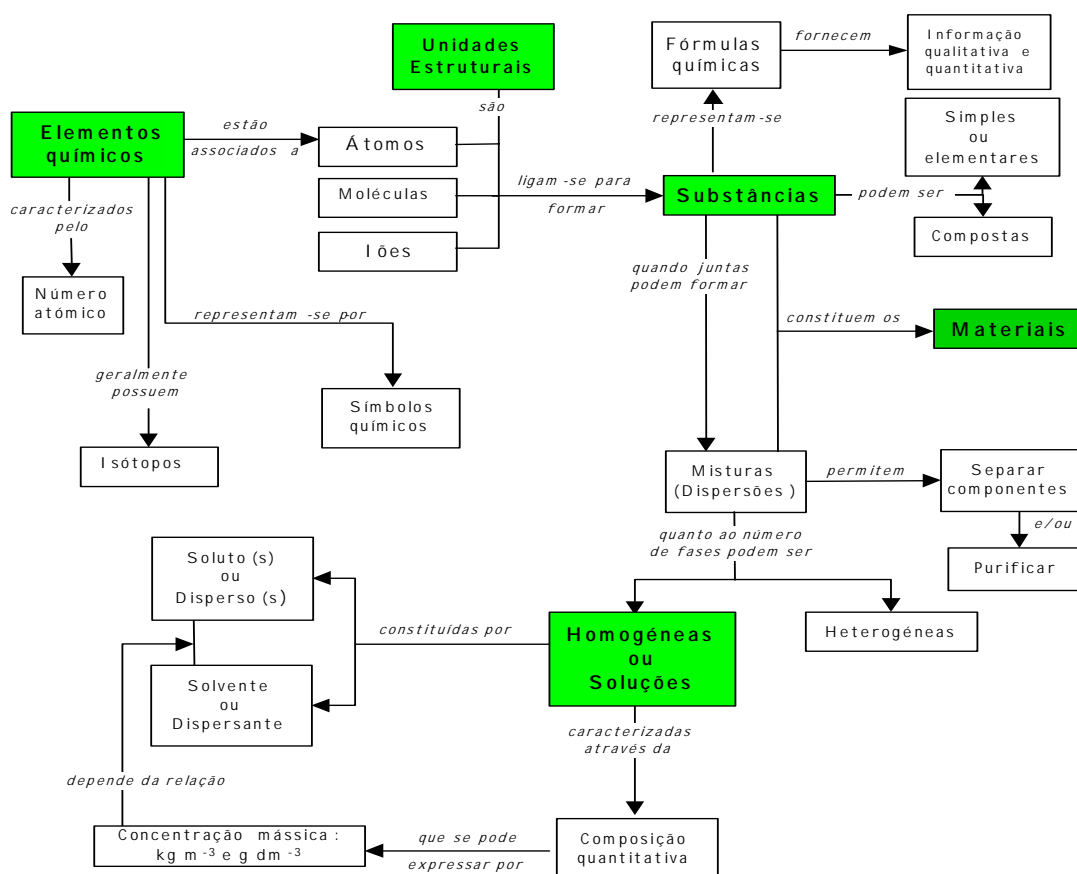 Unidades
Estruturais
são
Elementos
químicos
estão
associados a
Átomos
Moléculas
Iões
ligam-se para
formar
Fórmulas
químicas
fornecem
Informação
qualitativa e
quantitativa
representam-se
Substâncias
podem ser
Simples
ou
elementares
Compostas
caracterizados
pelo
Número
atómico
representam-se por
Símbolos
químicos
geralmente
possuem
Isótopos
quando juntas
podem formar
constituem os
Materiais
Misturas
(Dispersões)
permitem
Separar
componentes
e/ou
Purificar
quanto ao número
de fases podem ser
Homogéneas
ou
Soluções
Heterogéneas
constituídas por
Soluto(s)
ou
Disperso(s)
Solvente
ou
Dispersante
caracterizadas
através da
Composição
quantitativa
que se pode
expressar por
Concentração mássica:
kg m⁻³ e g dm⁻³
depende da relação